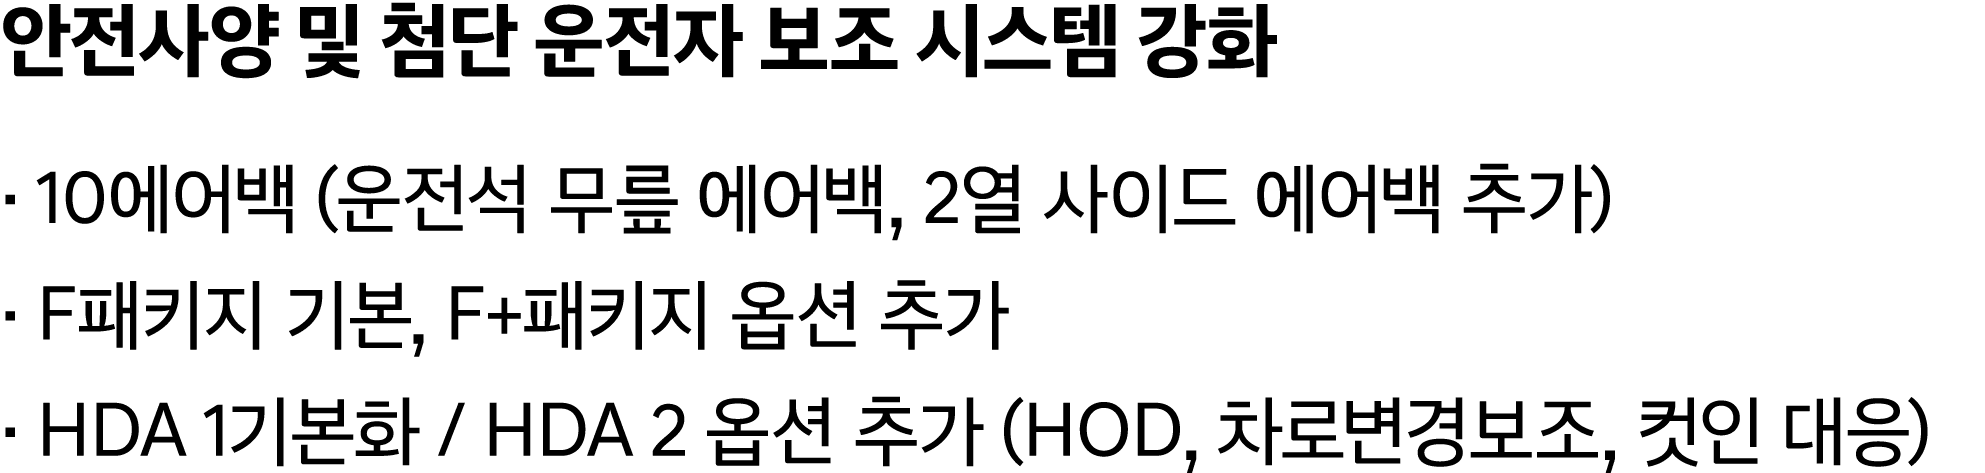 안전사양 및 첨단 운전자 보조 시스템 강화
· 10에어백 (운전석 무릎 에어백, 2열 사이드 에어백 추가)
· F패키지 기본, F+패키지 옵션 추가
· HDA 1기본화 / HDA 2 옵션 추가 (HOD, 차로변경보조, 컷인 대응)